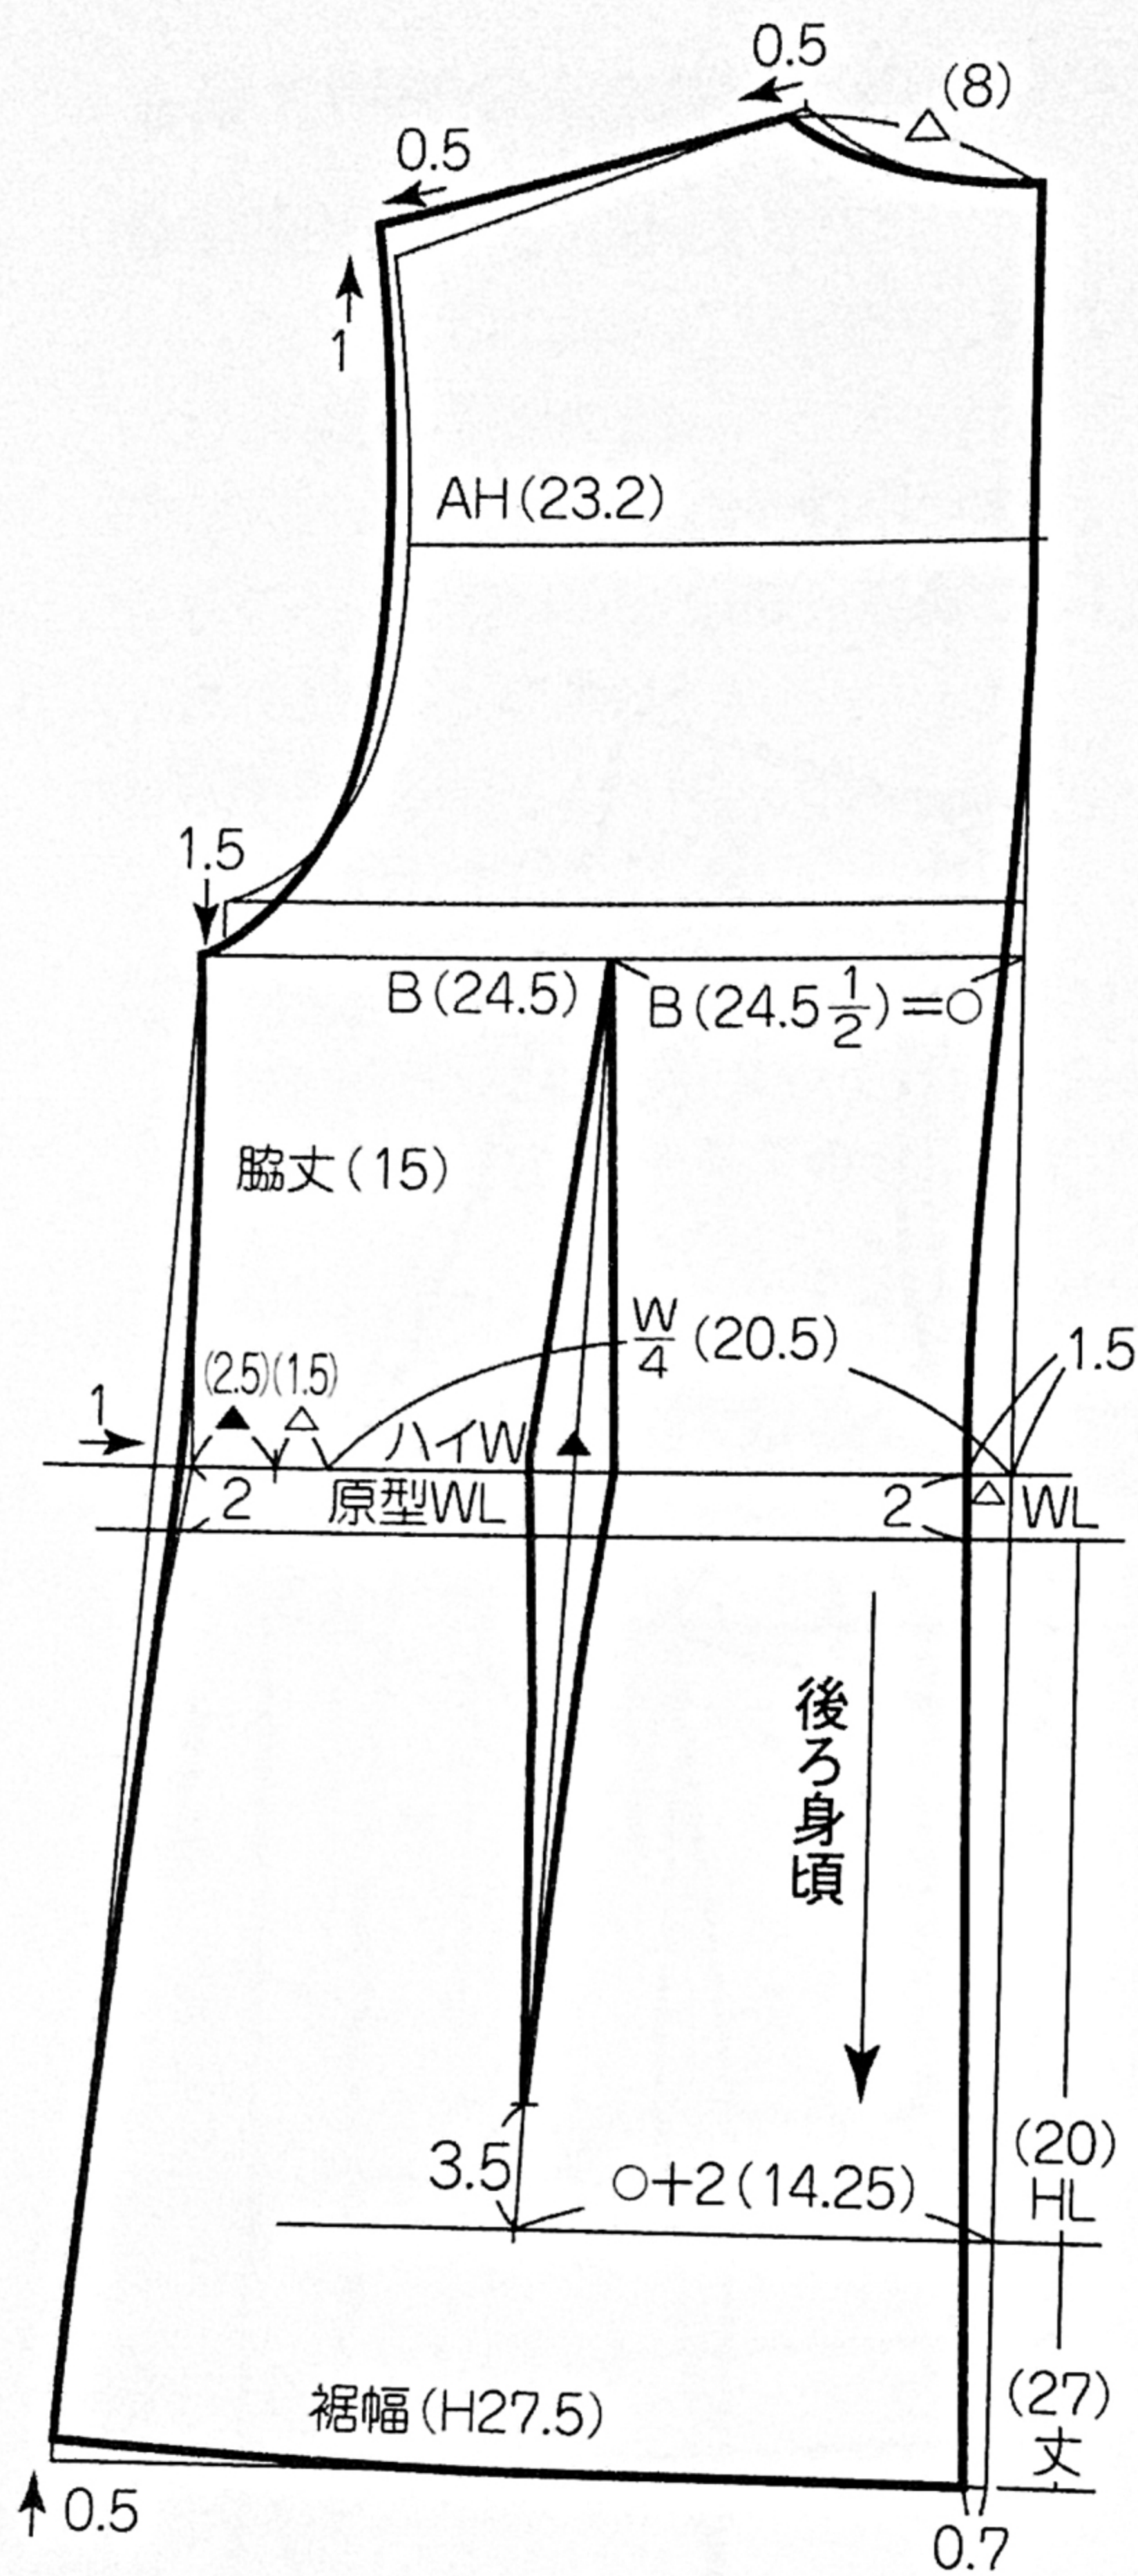 0.5
(8)
△
0.5
1
AH(23.2)
1.5
B(24.5)
B(24.5 1/2)=○
脇丈(15)
W/4 (20.5)
1.5
(2.5)(1.5)
1
▲ △
ハイW
▲
2
原型WL
2
△ WL
後ろ身頃
3.5
○+2(14.25)
(20)
HL
裾幅(H27.5)
(27)
丈
0.5
0.7